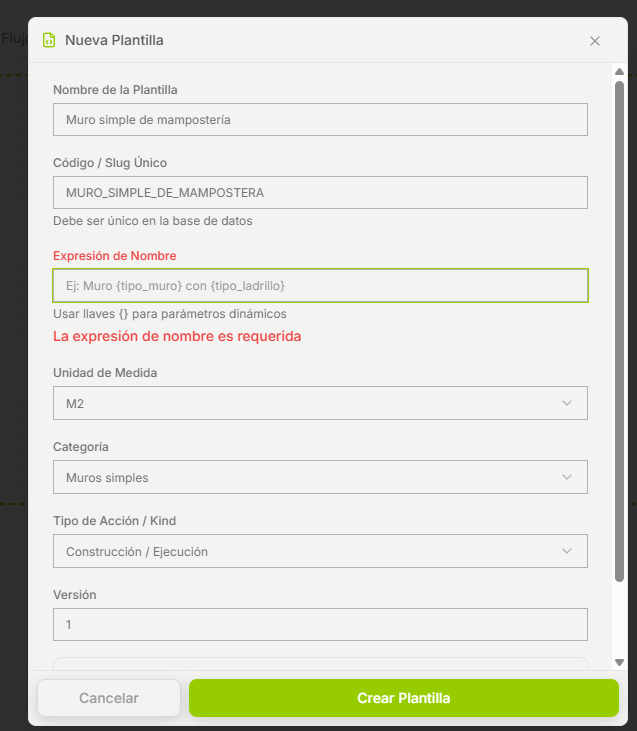 Flujo
Nueva Plantilla
Nombre de la Plantilla
Muro simple de mampostería
Código / Slug Único
MURO_SIMPLE_DE_MAMPOSTERA
Debe ser único en la base de datos
Expresión de Nombre
Ej: Muro {tipo_muro} con {tipo_ladrillo}
Usar llaves {} para parámetros dinámicos
La expresión de nombre es requerida
Unidad de Medida
M2
Categoría
Muros simples
Tipo de Acción / Kind
Construcción / Ejecución
Versión
1
Cancelar
Crear Plantilla